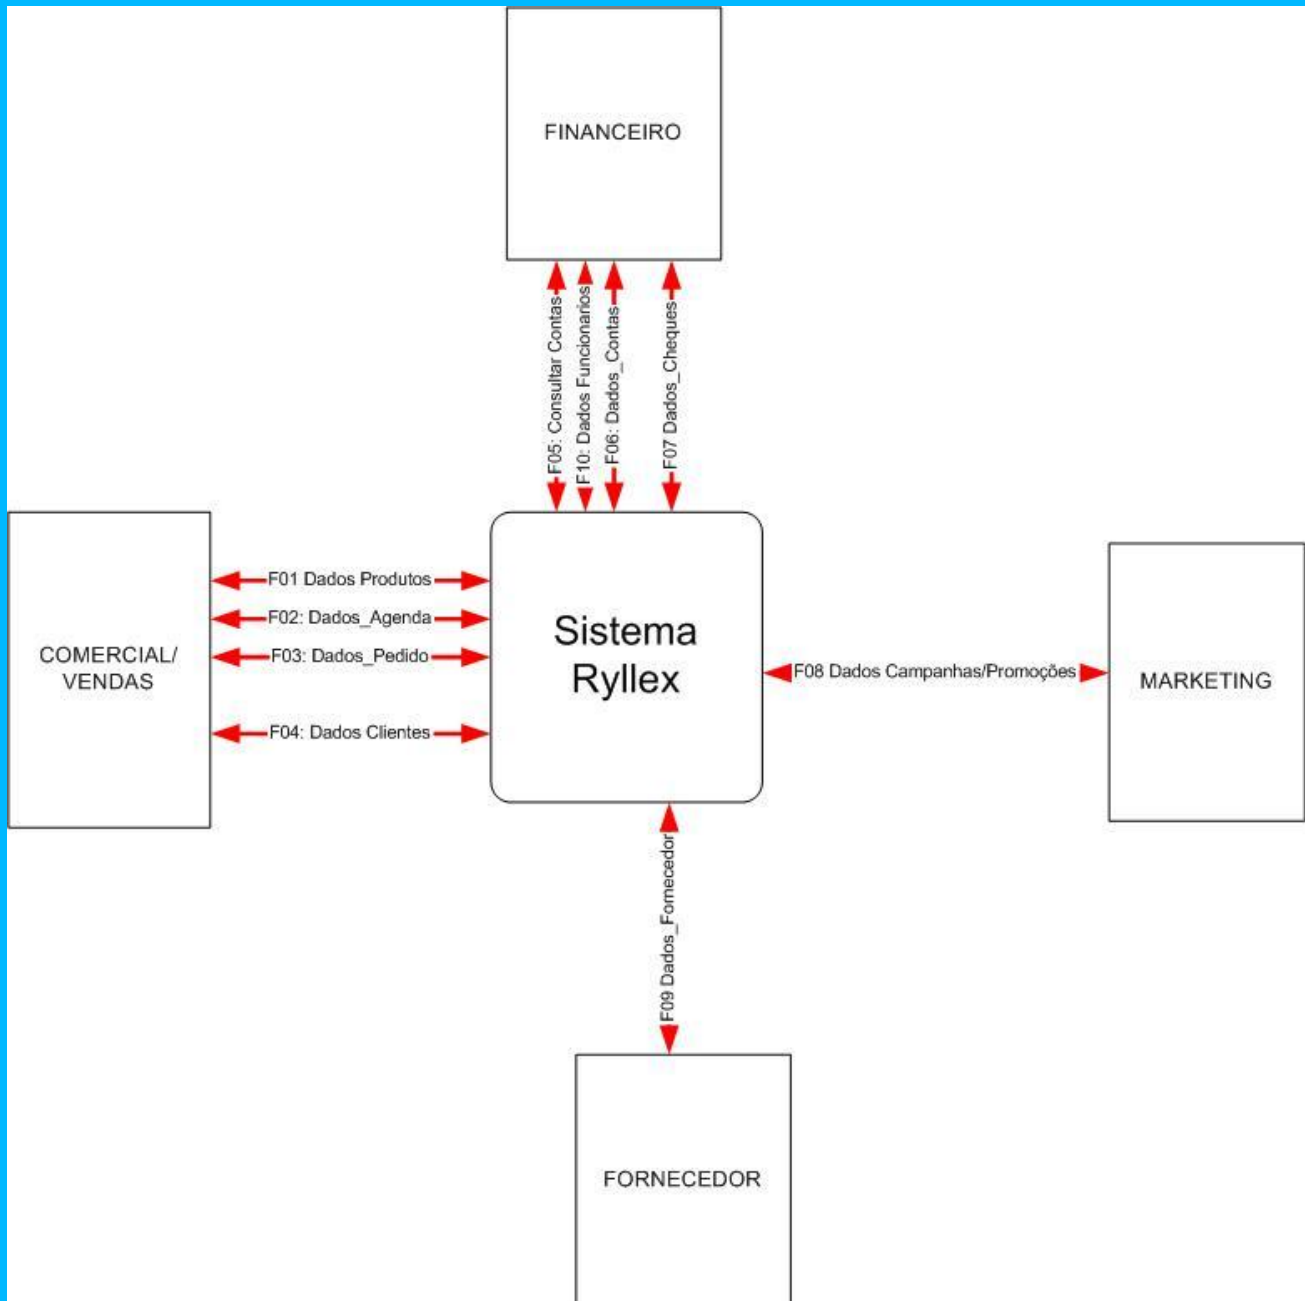 FINANCEIRO
F05: Consultar Contas
F10: Dados Funcionarios
F06: Dados_Contas
F07 Dados_Cheques
COMERCIAL/
VENDAS
F01 Dados Produtos
F02: Dados_Agenda
F03: Dados_Pedido
F04: Dados Clientes
Sistema
Ryllex
F08 Dados Campanhas/Promoções
MARKETING
F09 Dados_Fornecedor
FORNECEDOR